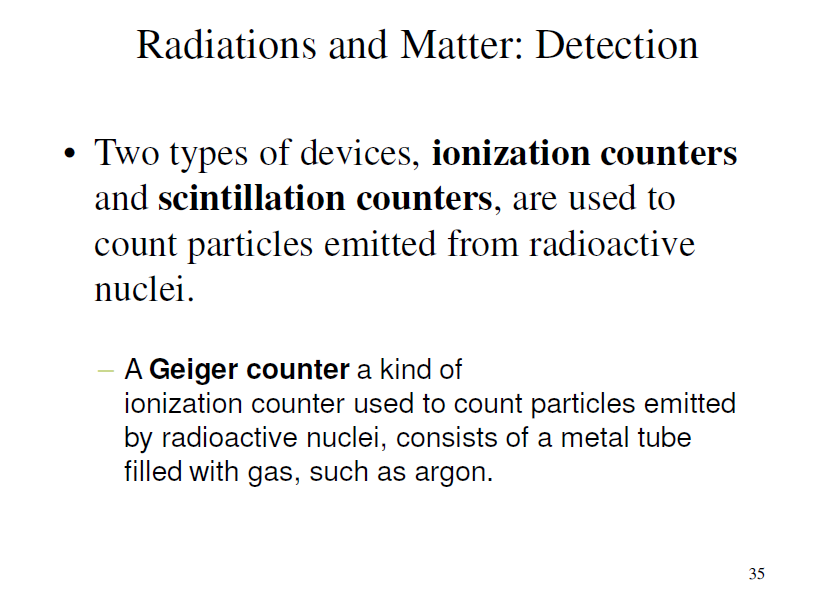 Radiations and Matter: Detection
• Two types of devices, ionization counters
and scintillation counters, are used to
count particles emitted from radioactive
nuclei.
– A Geiger counter a kind of
ionization counter used to count particles emitted
by radioactive nuclei, consists of a metal tube
filled with gas, such as argon.
35